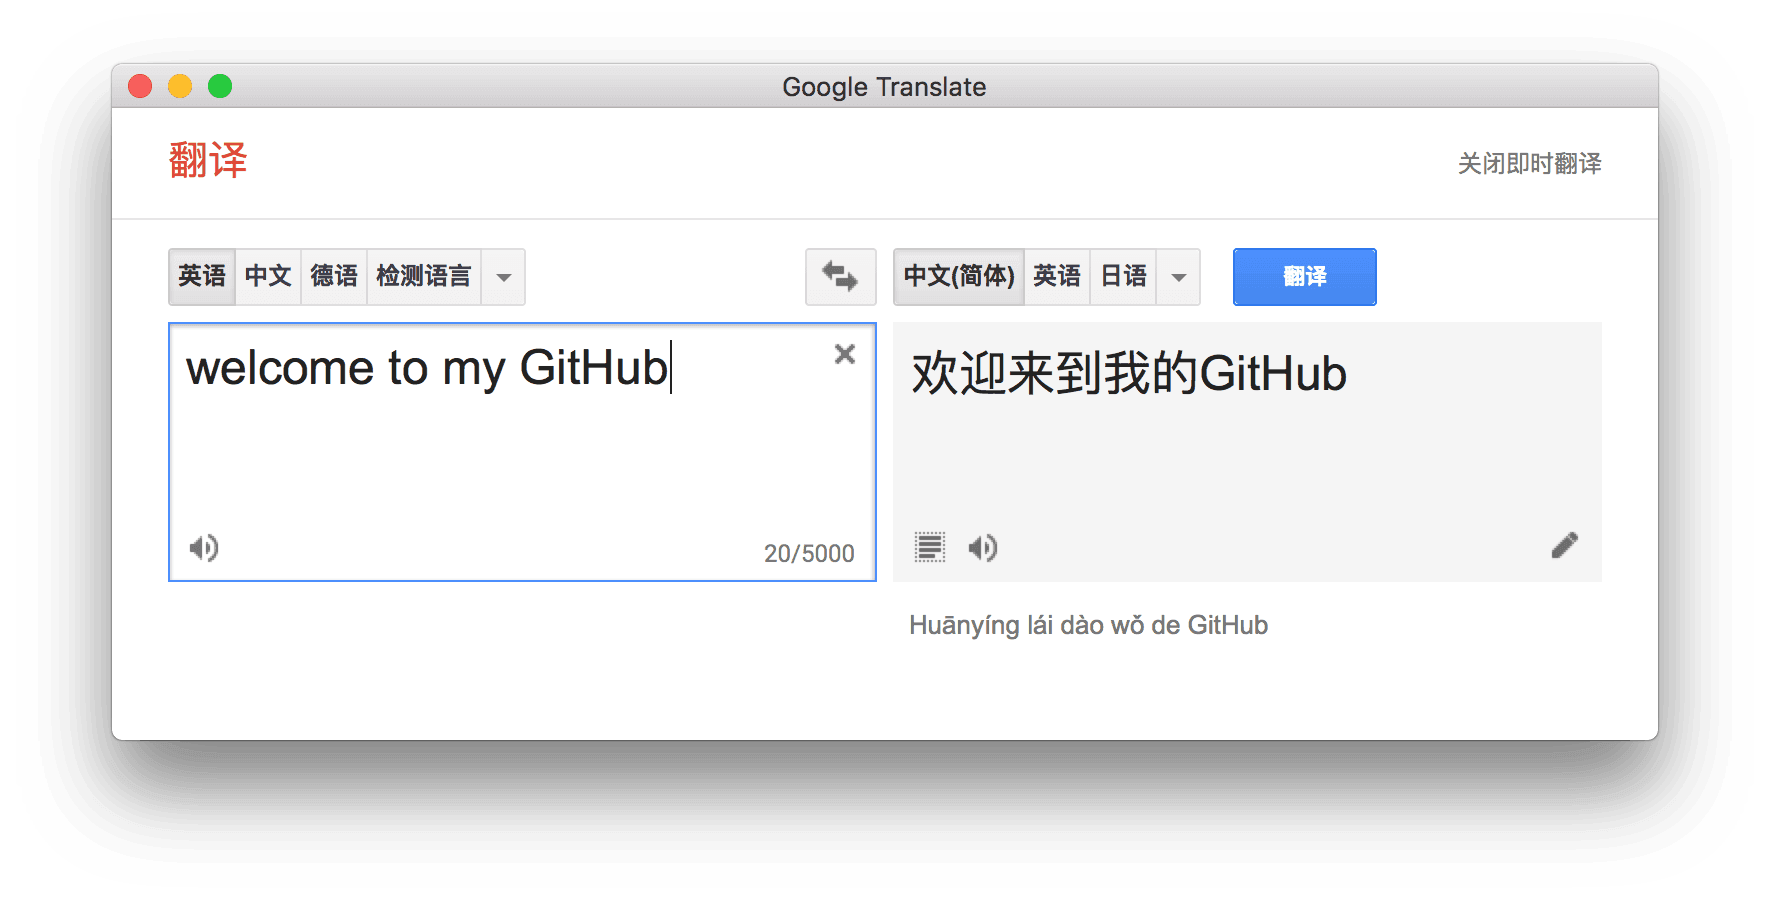 Google Translate
翻译
关闭即时翻译
英语 中文 德语 检测语言 中文(简体) 英语 日语 翻译
welcome to my GitHub
欢迎来到我的GitHub
20/5000
Huānyíng lái dào wǒ de GitHub